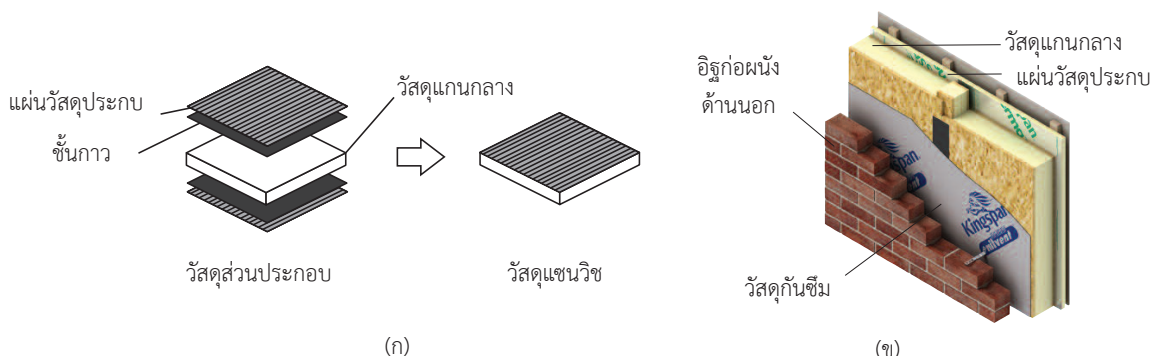 แผ่นวัสดุประกบ
ชั้นกาว
วัสดุแกนกลาง
วัสดุส่วนประกอบ
วัสดุแซนวิช
(ก)
วัสดุแกนกลาง
แผ่นวัสดุประกบ
อิฐก่อผนัง
ด้านนอก
Kingspan
nilvent
วัสดุกันซึม
(ข)